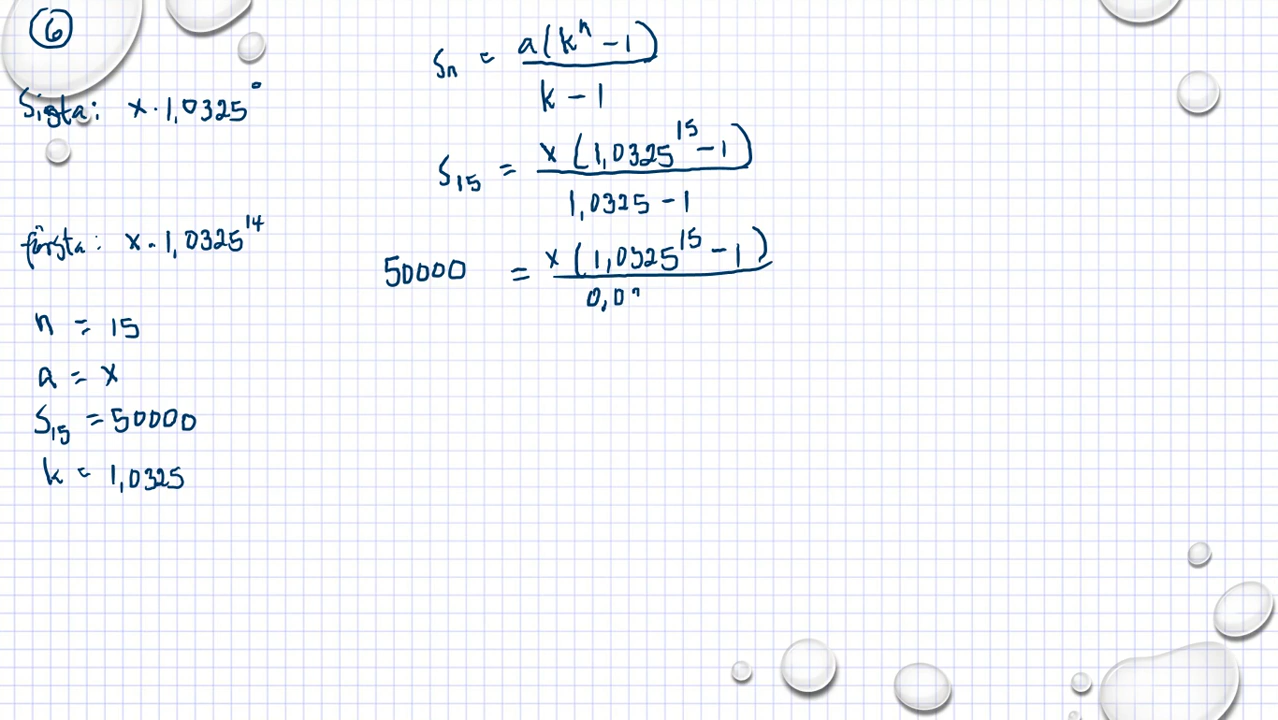 6
Sista: x · 1,0325⁰
första: x · 1,0325¹⁴
n = 15
a = x
S₁₅ = 50000
k = 1,0325
Sₙ = a(kⁿ - 1) / k - 1
S₁₅ = x(1,0325¹⁵ - 1) / 1,0325 - 1
50000 = x(1,0325¹⁵ - 1) / 0,0